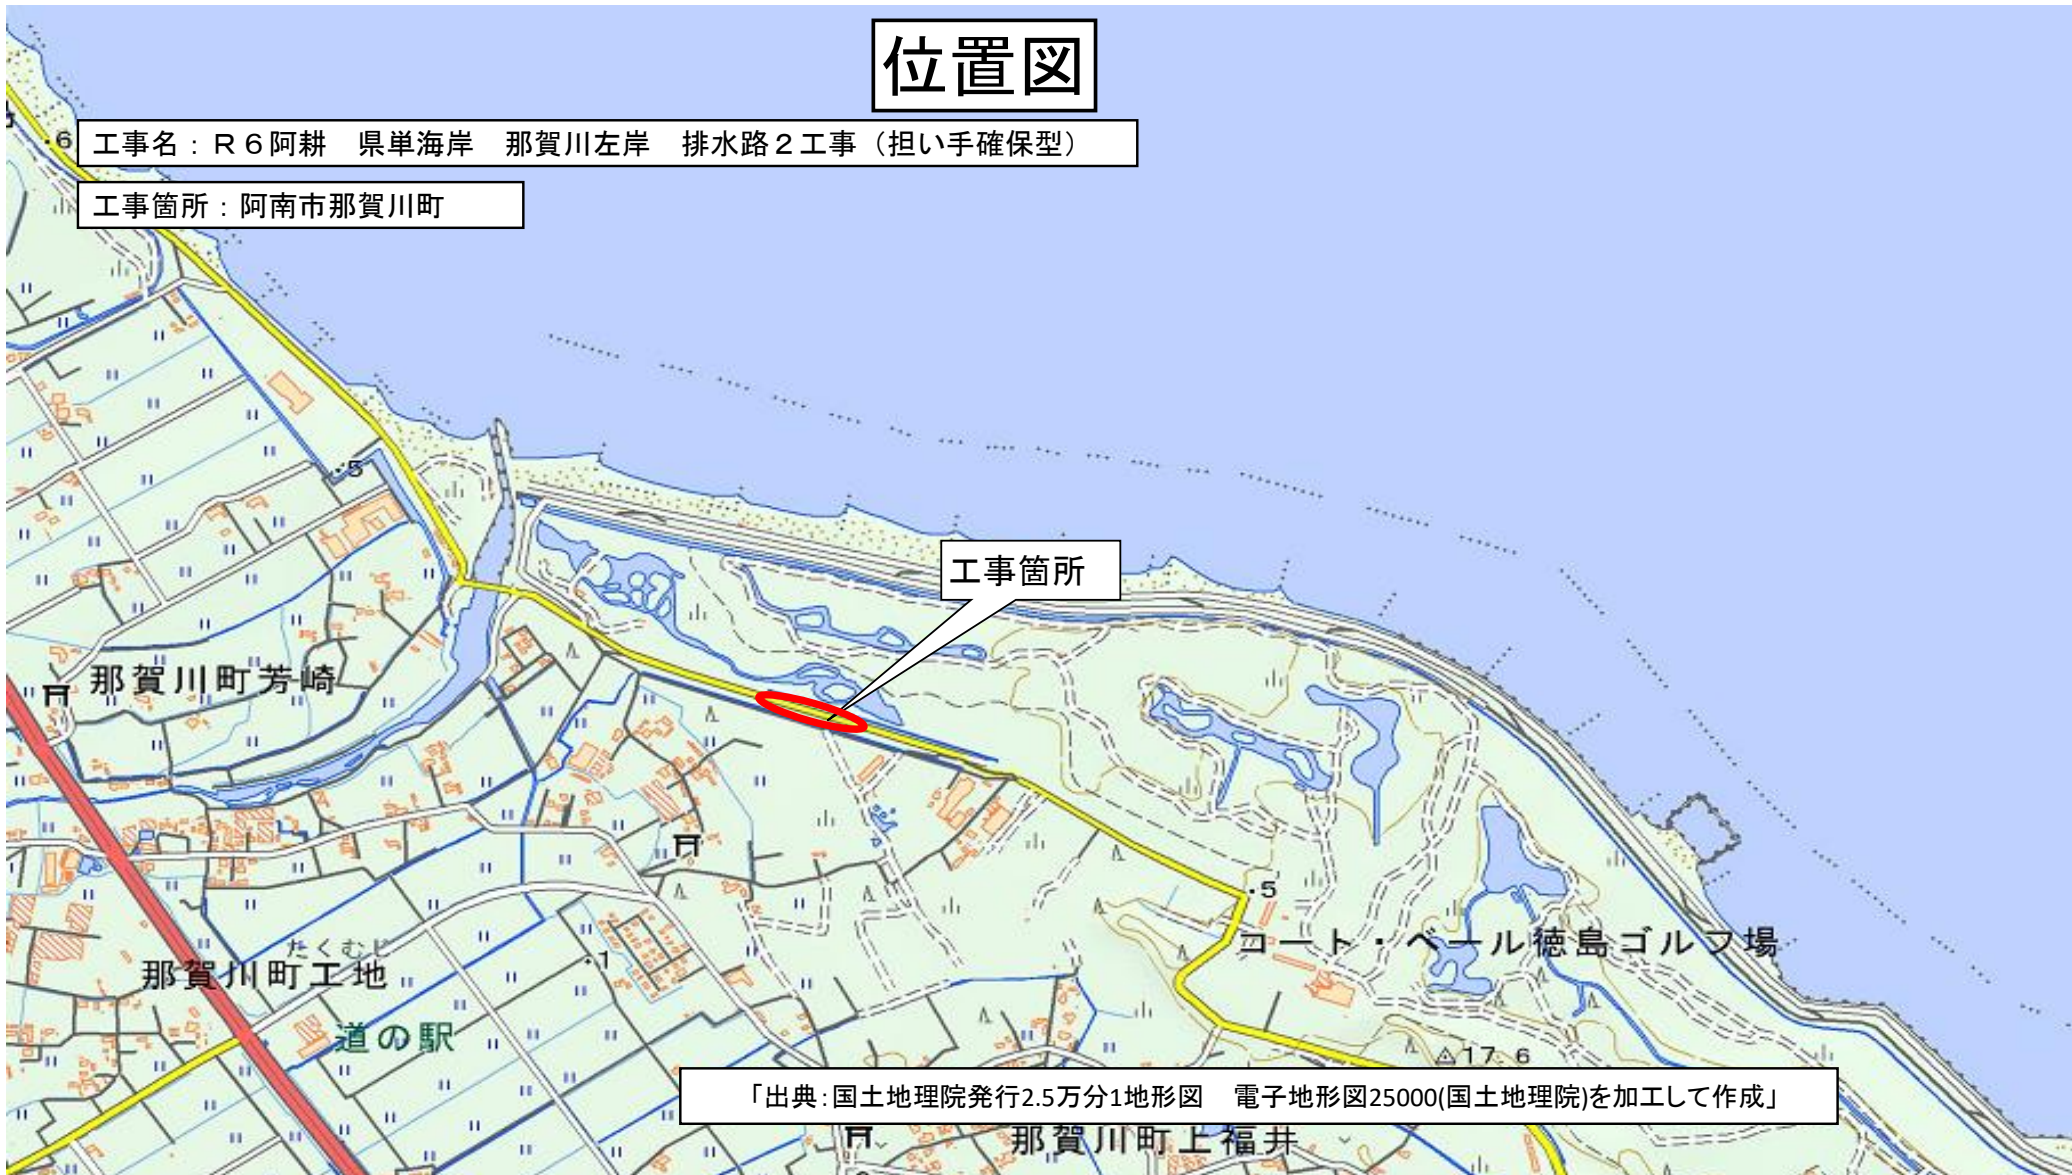 位置図
工事名：Ｒ６阿耕　県単海岸　那賀川左岸　排水路２工事（担い手確保型）
・6
工事箇所：阿南市那賀川町
・5
工事箇所
那賀川町芳崎
・5
コート・ベール徳島ゴルフ場
たくむじ
那賀川町工地
・1
道の駅
17.6
「出典：国土地理院発行2.5万分1地形図　電子地形図25000(国土地理院)を加工して作成」
那賀川町上福井